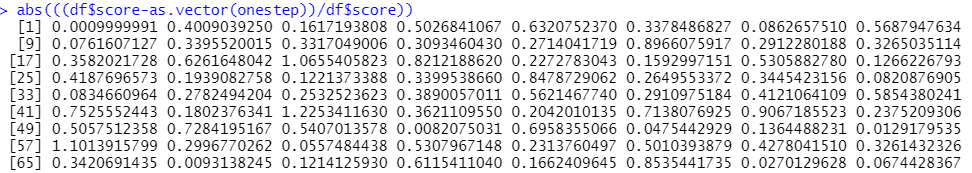 > abs(((df$score-as.vector(onestep))/df$score))
[1] 0.0009999991 0.4009039250 0.1617193808 0.5026841067 0.6320752370 0.3378486827 0.0862657510 0.5687947634
[9] 0.0761607127 0.3395520015 0.3317049006 0.3093460430 0.2714041719 0.8966075917 0.2912280188 0.3265035114
[17] 0.3582021728 0.6261648042 1.0655405823 0.8212188620 0.2272782043 0.1599297151 0.5305882780 0.1266226793
[25] 0.4187696573 0.1939082758 0.1221373388 0.3399538660 0.8478729062 0.2649553372 0.3445423156 0.0820876905
[33] 0.0834660964 0.2782494204 0.2532523623 0.3890057011 0.5621467740 0.2910975184 0.4121064109 0.5854380241
[41] 0.7525552443 0.1802376341 1.2253411630 0.3621109550 0.2042010135 0.7138076925 0.9067185523 0.2375209306
[49] 0.5057512358 0.7284195167 0.5407013578 0.0082075031 0.6958355066 0.0475442929 0.1364488231 0.0129179535
[57] 1.1013915799 0.2996770262 0.0557484438 0.5307967148 0.2313760497 0.5010393879 0.4278041510 0.3261432326
[65] 0.3420691435 0.0093138245 0.1214125930 0.6115411040 0.1662409645 0.8535441735 0.0270129628 0.0674428367